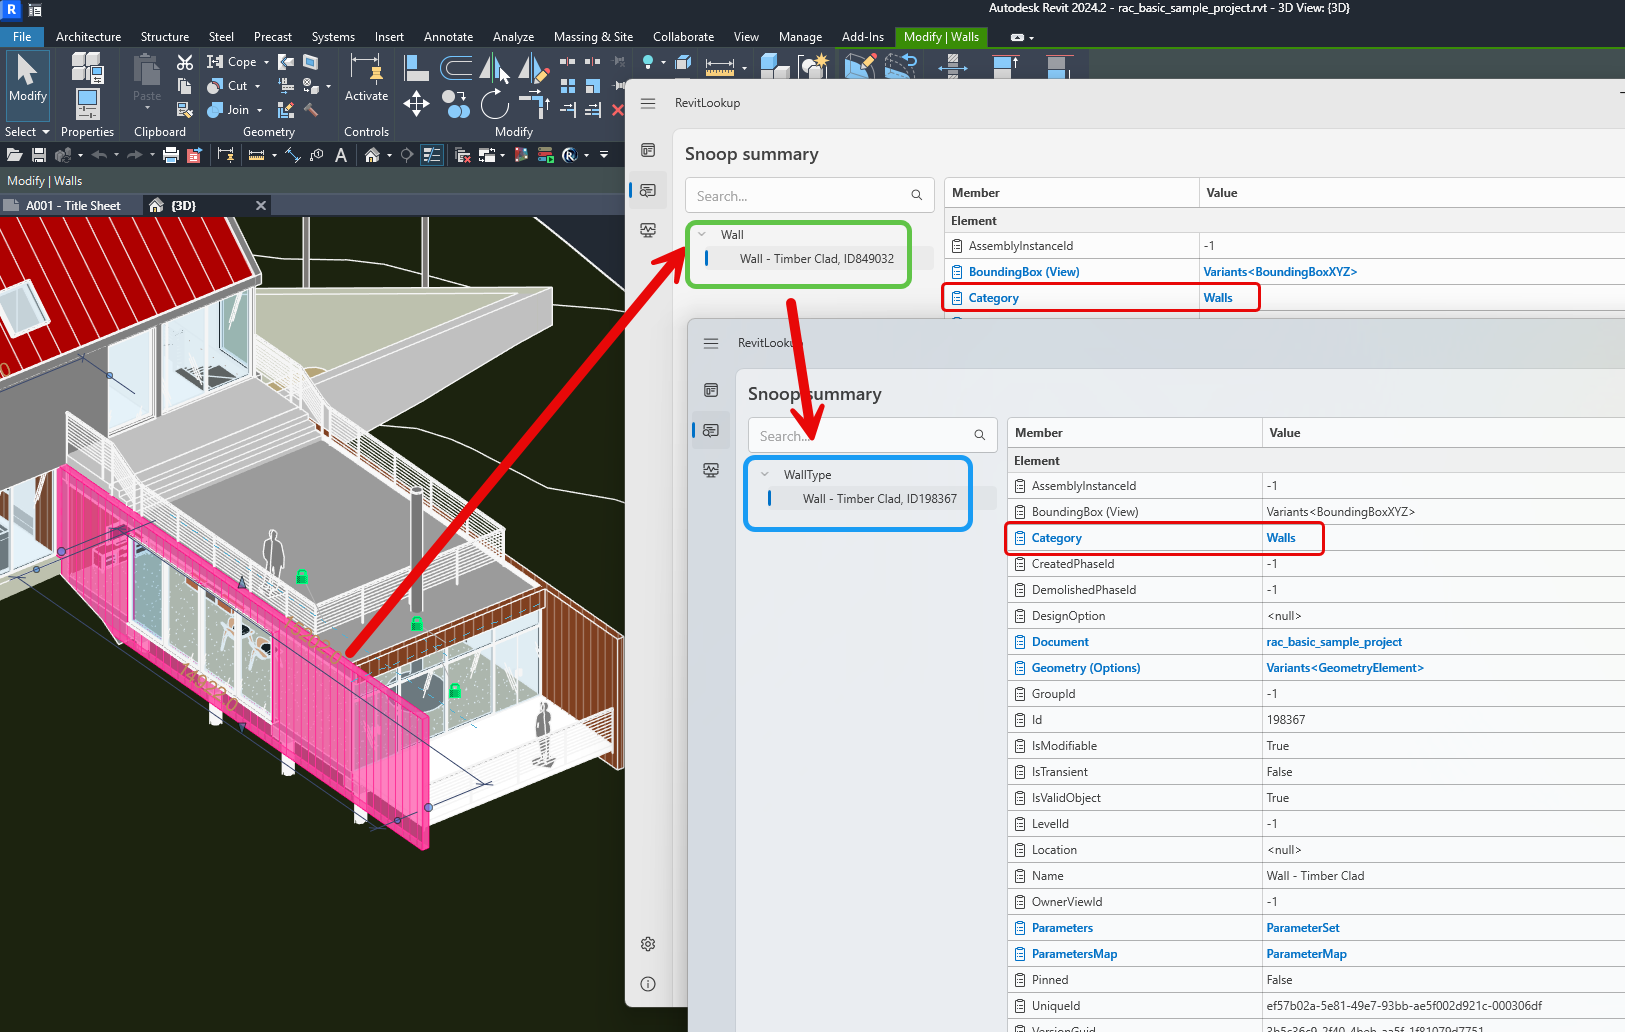 R
Autodesk Revit 2024.2 - rac_basic_sample_project.rvt - 3D View: {3D}
File Architecture Structure Steel Precast Systems Insert Annotate Analyze Massing & Site Collaborate View Manage Add-Ins Modify | Walls
Modify
Paste
Cope
Cut
Join
Activate
Select Properties Clipboard Geometry Controls Modify
Modify | Walls
A001 - Title Sheet
{3D}
14322.0
RevitLookup
Snoop summary
Search...
Wall
Wall - Timber Clad, ID849032
Member Value
Element
AssemblyInstanceId -1
BoundingBox (View) Variants<BoundingBoxXYZ>
Category Walls
Snoop summary
Search...
WallType
Wall - Timber Clad, ID198367
Member Value
Element
AssemblyInstanceId -1
BoundingBox (View) Variants<BoundingBoxXYZ>
Category Walls
CreatedPhaseId -1
DemolishedPhaseId -1
DesignOption <null>
Document rac_basic_sample_project
Geometry (Options) Variants<GeometryElement>
GroupId -1
Id 198367
IsModifiable True
IsTransient False
IsValidObject True
LevelId -1
Location <null>
Name Wall - Timber Clad
OwnerViewId -1
Parameters ParameterSet
ParametersMap ParameterMap
Pinned False
UniqueId ef57b02a-5e81-49e7-93bb-ae5f002d921c-000306df
VersionGuid